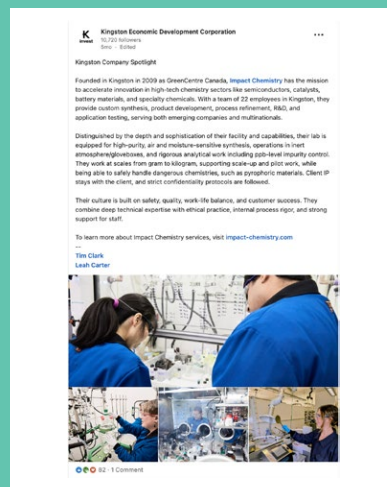 K
invest
Kingston Economic Development Corporation
10,720 followers
5mo · Edited
Kingston Company Spotlight
Founded in Kingston in 2009 as GreenCentre Canada, Impact Chemistry has the mission
to accelerate innovation in high-tech chemistry sectors like semiconductors, catalysts,
battery materials, and specialty chemicals. With a team of 22 employees in Kingston, they
provide custom synthesis, product development, process refinement, R&D, and
application testing, serving both emerging companies and multinationals.
Distinguished by the depth and sophistication of their facility and capabilities, their lab is
equipped for high-purity, air and moisture-sensitive synthesis, operations in inert
atmosphere/gloveboxes, and rigorous analytical work including ppb-level impurity control.
They work at scales from gram to kilogram, supporting scale-up and pilot work, while
being able to safely handle dangerous chemicals, such as pyrophoric materials. Client IP
stays with the client, and strict confidentiality protocols are followed.
Their culture is built on safety, quality, work-life balance, and customer success. They
combine deep technical expertise with ethical practice, internal process rigor, and strong
support for staff.
To learn more about Impact Chemistry services, visit impact-chemistry.com
--
Tim Clark
Leah Carter
82 · 1 Comment